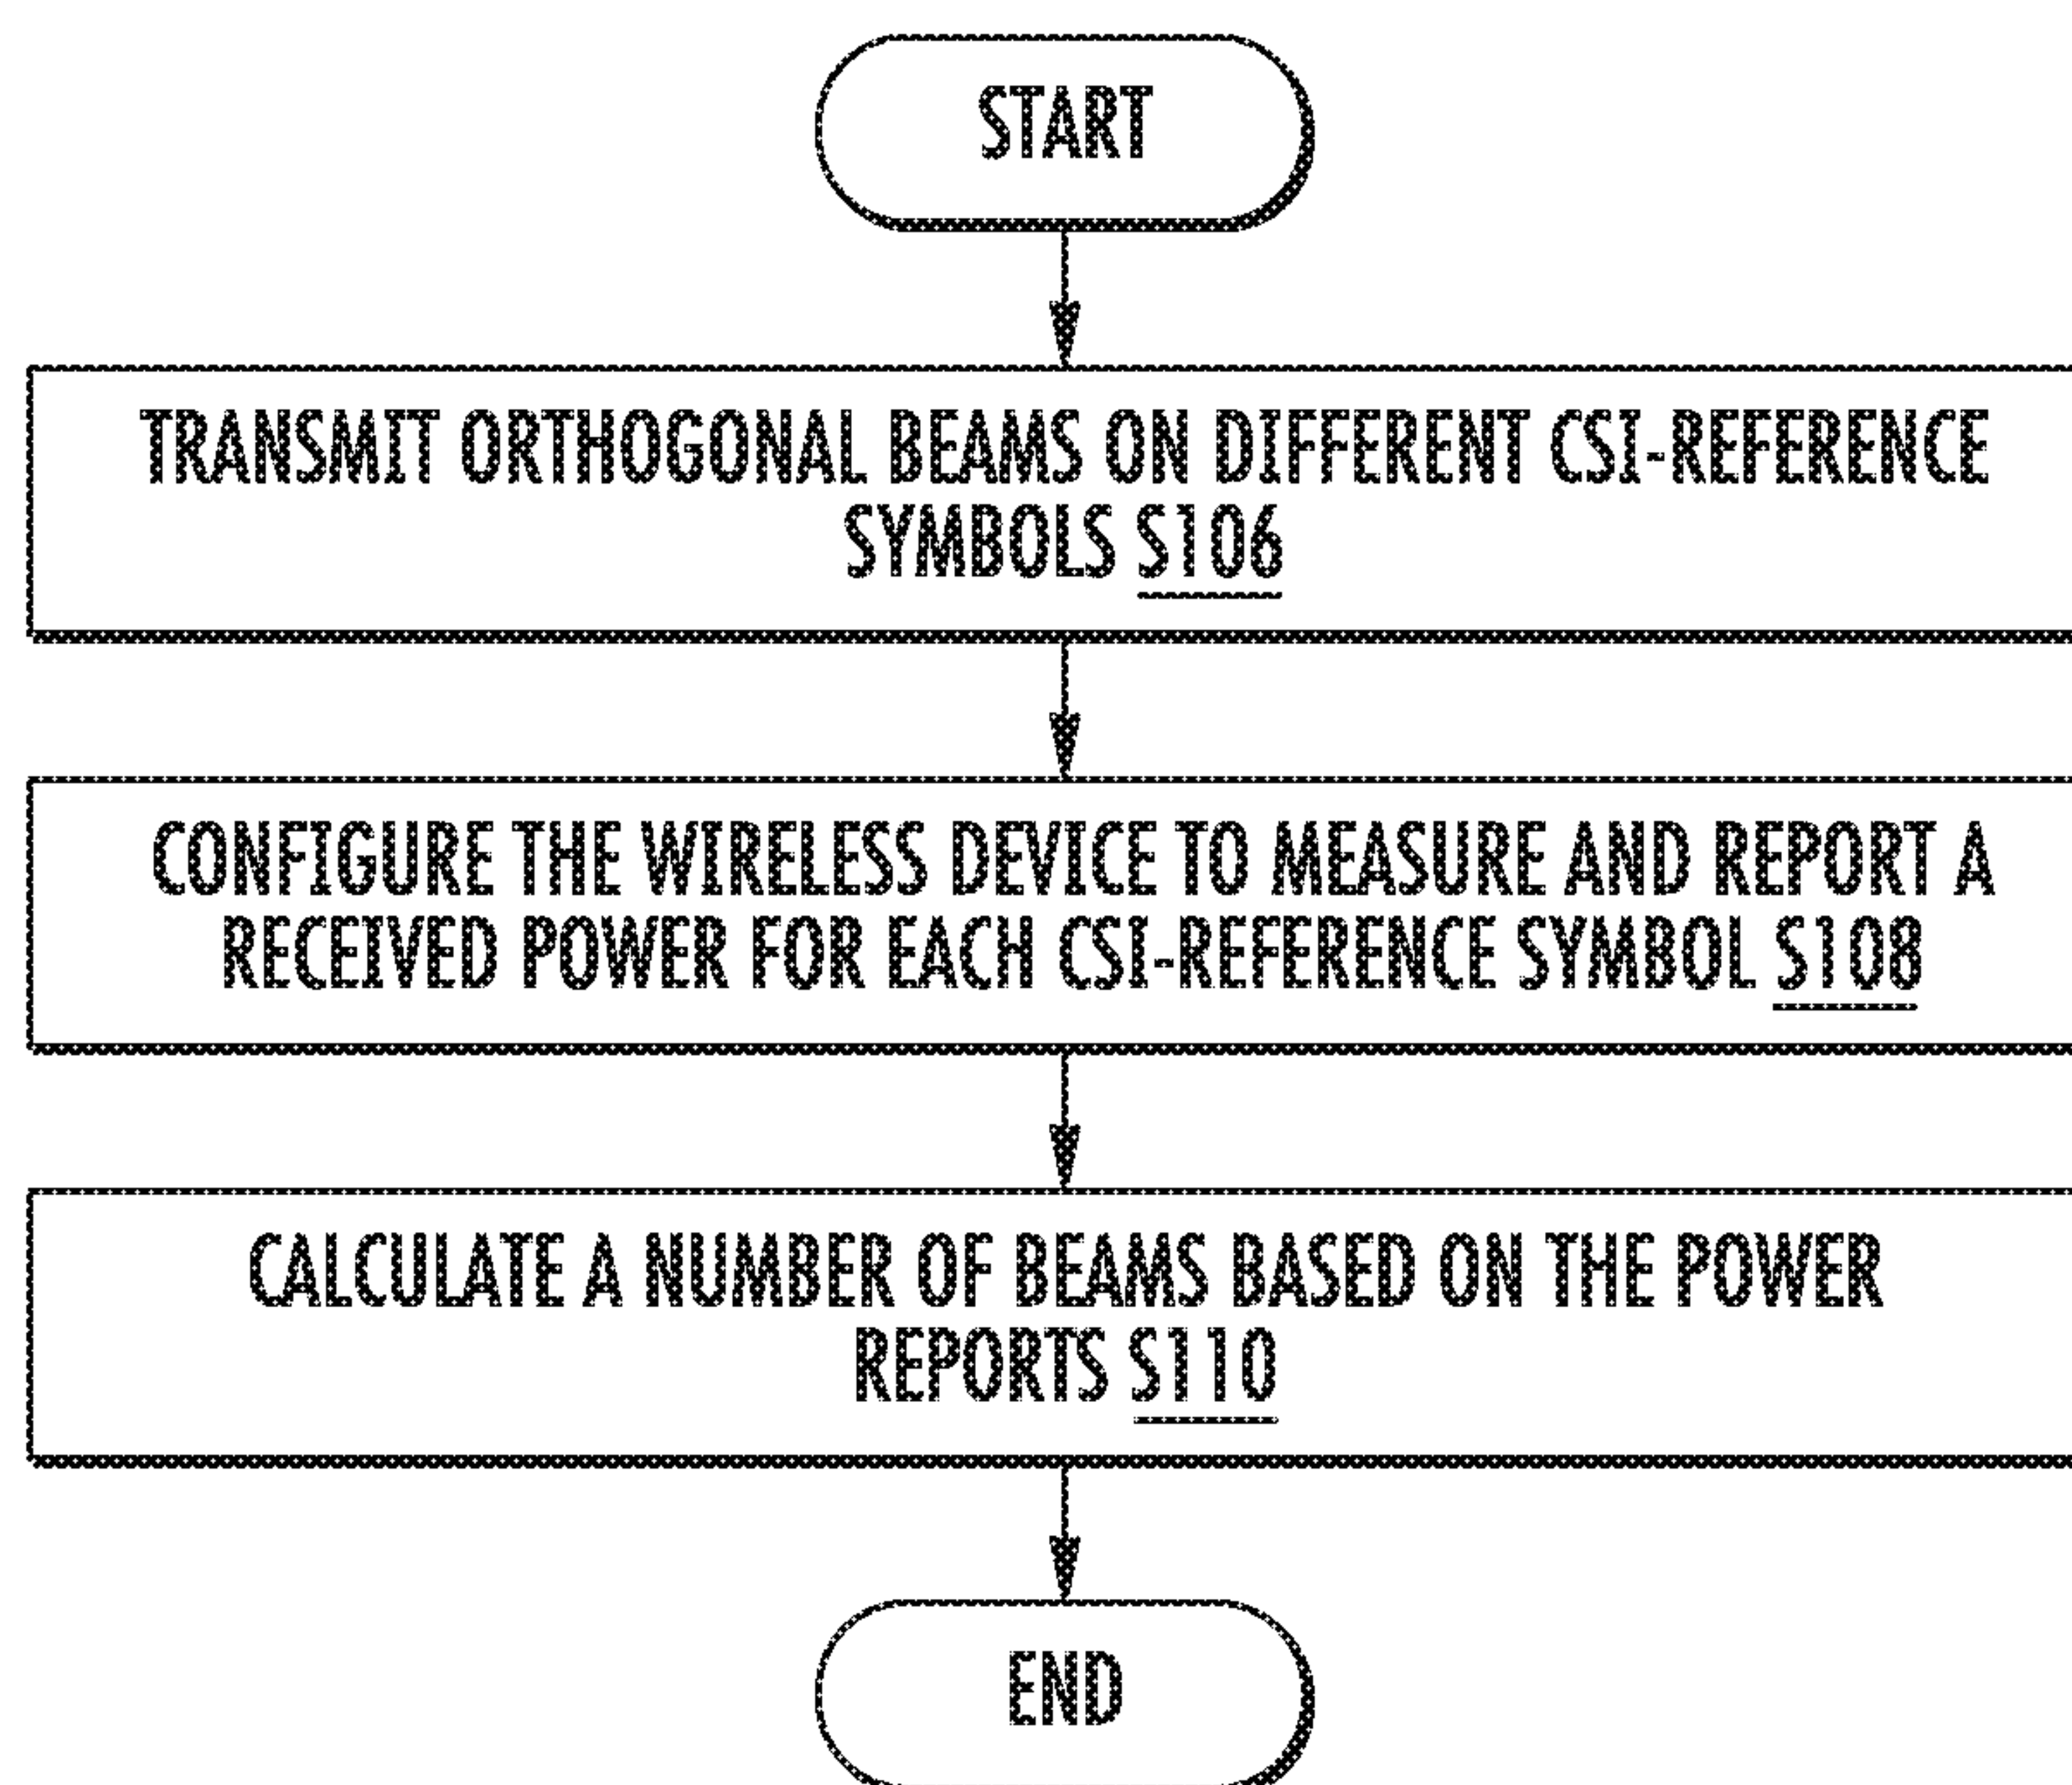 START
TRANSMIT ORTHOGONAL BEAMS ON DIFFERENT CSI-REFERENCE
SYMBOLS S106
CONFIGURE THE WIRELESS DEVICE TO MEASURE AND REPORT A
RECEIVED POWER FOR EACH CSI-REFERENCE SYMBOL S108
CALCULATE A NUMBER OF BEAMS BASED ON THE POWER
REPORTS S110
END